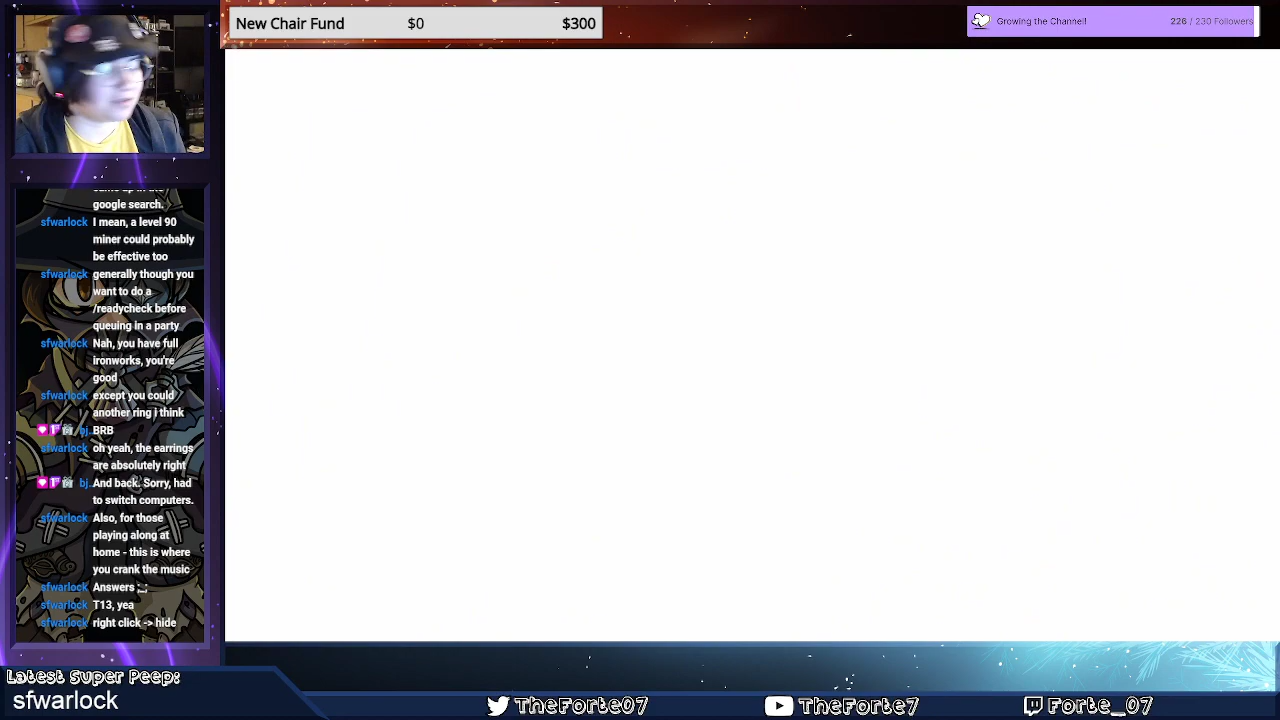 New Chair Fund $0 $300
Growing the Channel! 226 / 230 Followers
google search.
sfwarlock I mean, a level 90
miner could probably
be effective too
sfwarlock generally though you
want to do a
/readycheck before
queuing in a party
sfwarlock Nah, you have full
ironworks, you're
good
sfwarlock except you could
another ring i think
bj.. BRB
sfwarlock oh yeah, the earrings
are absolutely right
bj.. And back. Sorry, had
to switch computers.
sfwarlock Also, for those
playing along at
home - this is where
you crank the music
sfwarlock Answers ;_;
sfwarlock T13, yea
sfwarlock right click -> hide
Latest Super Peep:
sfwarlock
TheForte07 TheForte7 Forte_07